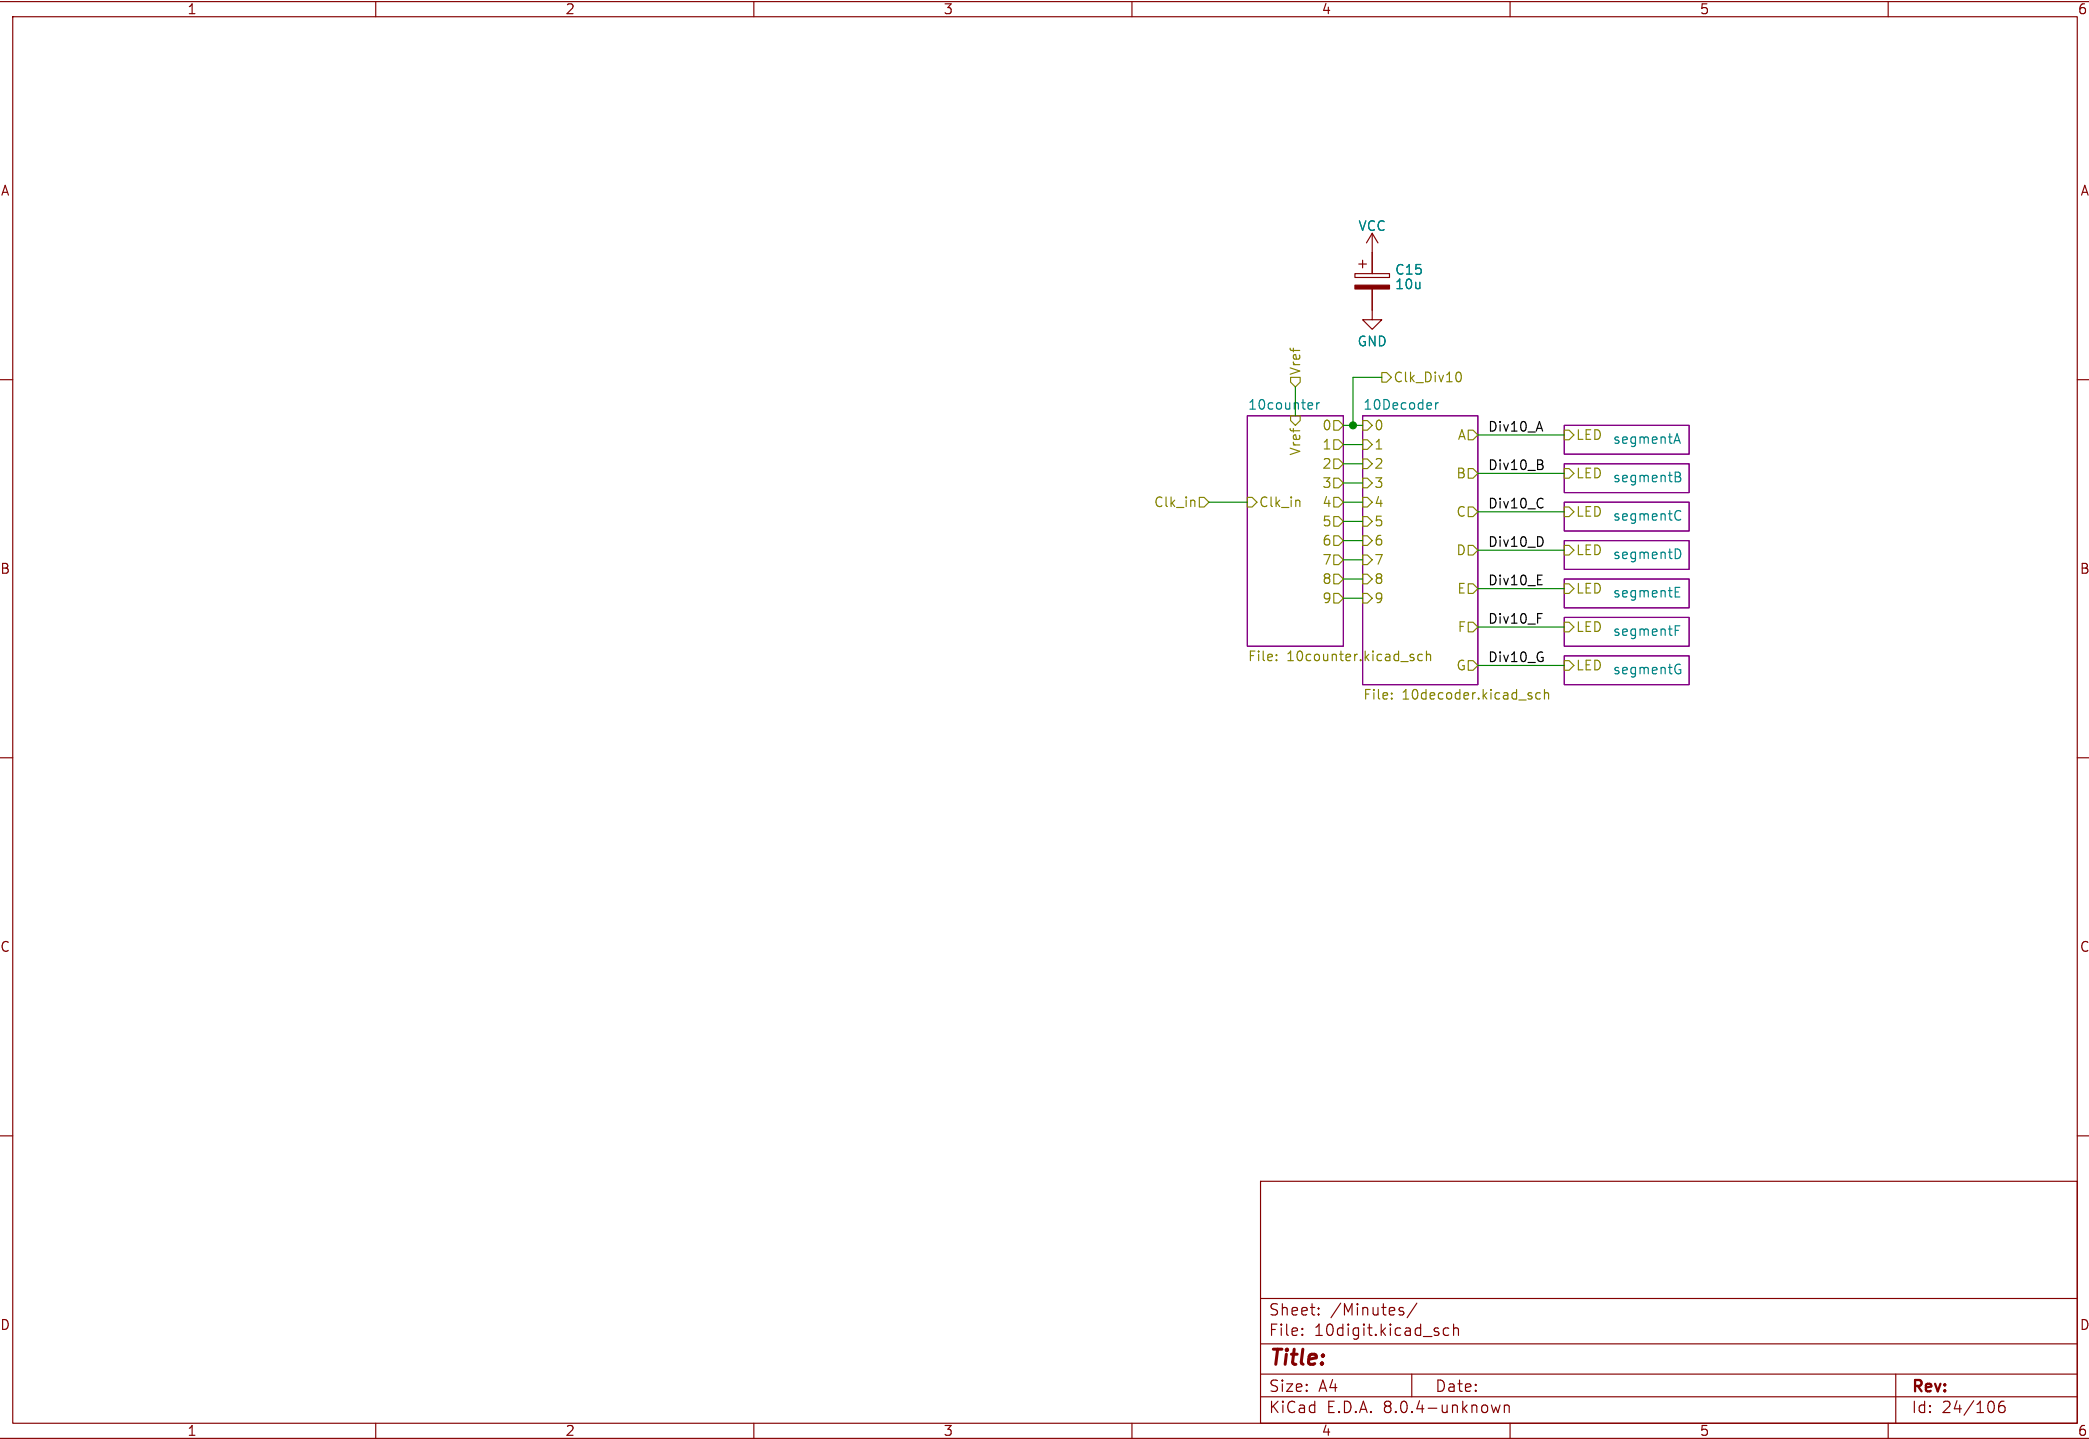 1 2 3 4 5 6
A A
VCC
+
C15
10u
GND
Vref
Clk_Div10
10counter 10Decoder
Vref
0 0
1 1
2 2
3 3
Clk_in Clk_in 4 4
5 5
6 6
7 7
8 8
9 9
A Div10_A LED segmentA
B Div10_B LED segmentB
C Div10_C LED segmentC
D Div10_D LED segmentD
E Div10_E LED segmentE
F Div10_F LED segmentF
G Div10_G LED segmentG
B B
File: 10counter.kicad_sch
File: 10decoder.kicad_sch
C C
Sheet: /Minutes/
D D
File: 10digit.kicad_sch
Title:
Size: A4 Date: Rev:
KiCad E.D.A. 8.0.4-unknown Id: 24/106
1 2 3 4 5 6